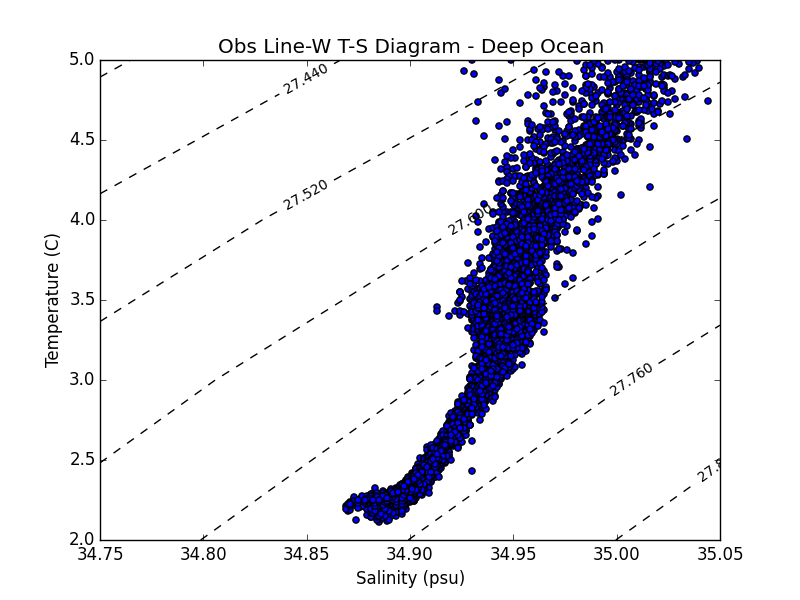 Obs Line-W T-S Diagram - Deep Ocean
5.0
4.5
4.0
3.5
3.0
2.5
2.0
Temperature (C)
27.440
27.520
27.600
27.760
34.75 34.80 34.85 34.90 34.95 35.00 35.05
Salinity (psu)